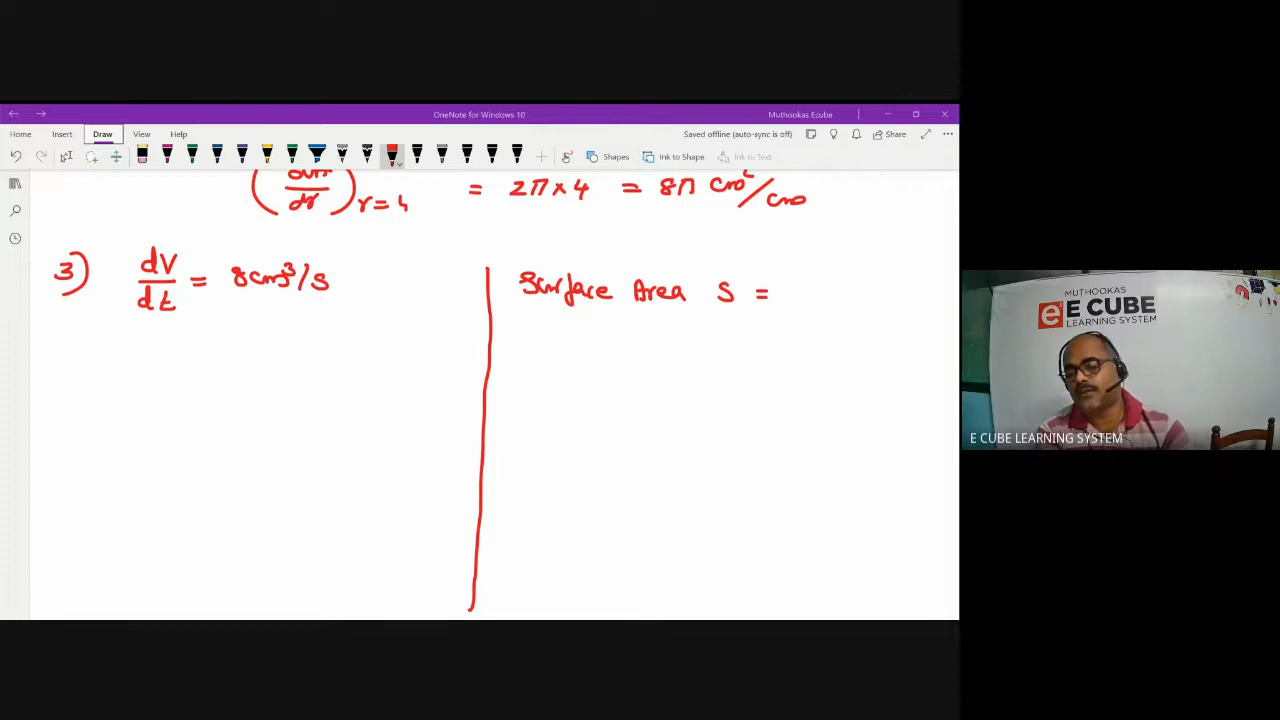 OneNote for Windows 10
Muthookas Ecube
Home Insert Draw View Help
Saved offline (auto-sync is off) Share
Shapes Ink to Shape Ink to Text
dr r=4 = 2π×4 = 8π cm²/cm
3) dV/dt = 8cm³/s
Surface Area S =
MUTHOOKAS
e³ E CUBE
LEARNING SYSTEM
E CUBE LEARNING SYSTEM